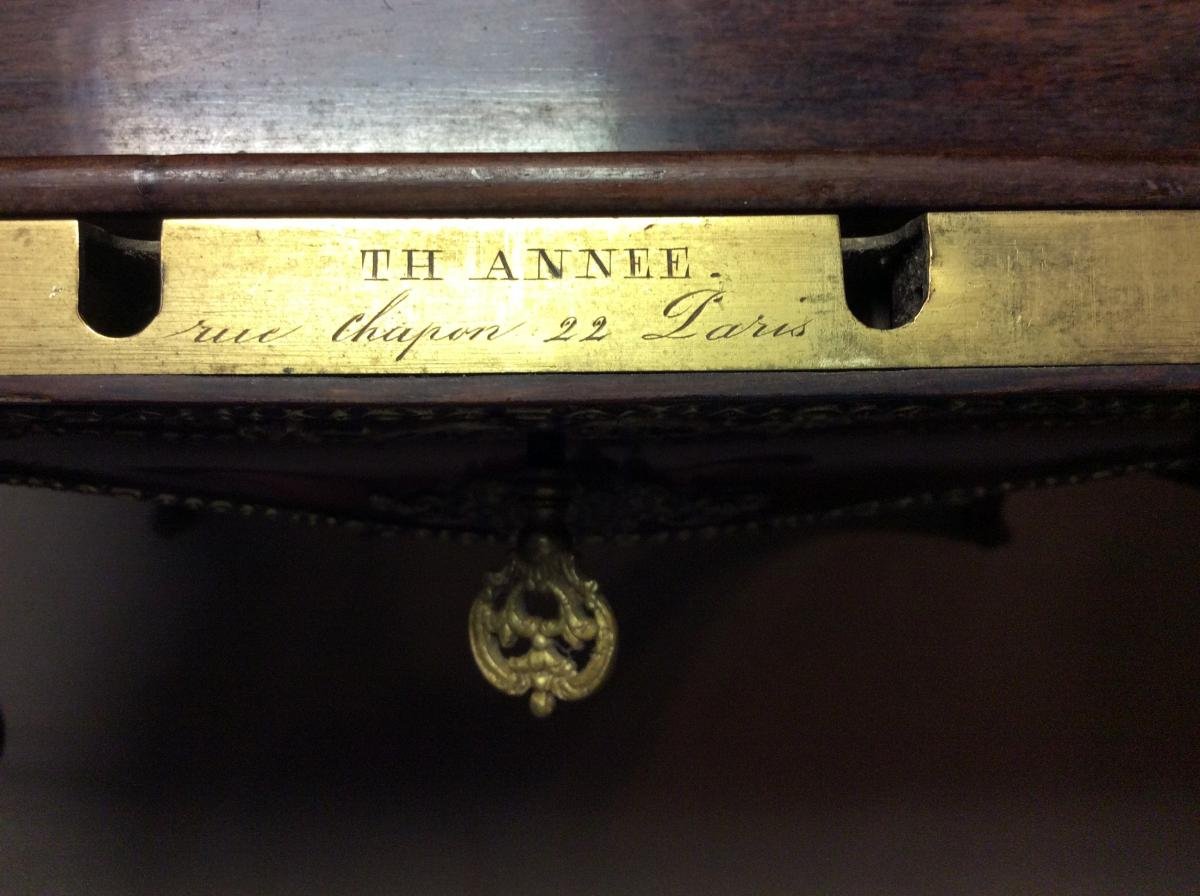 TH ANNÉE.
rue chapon 22 Paris